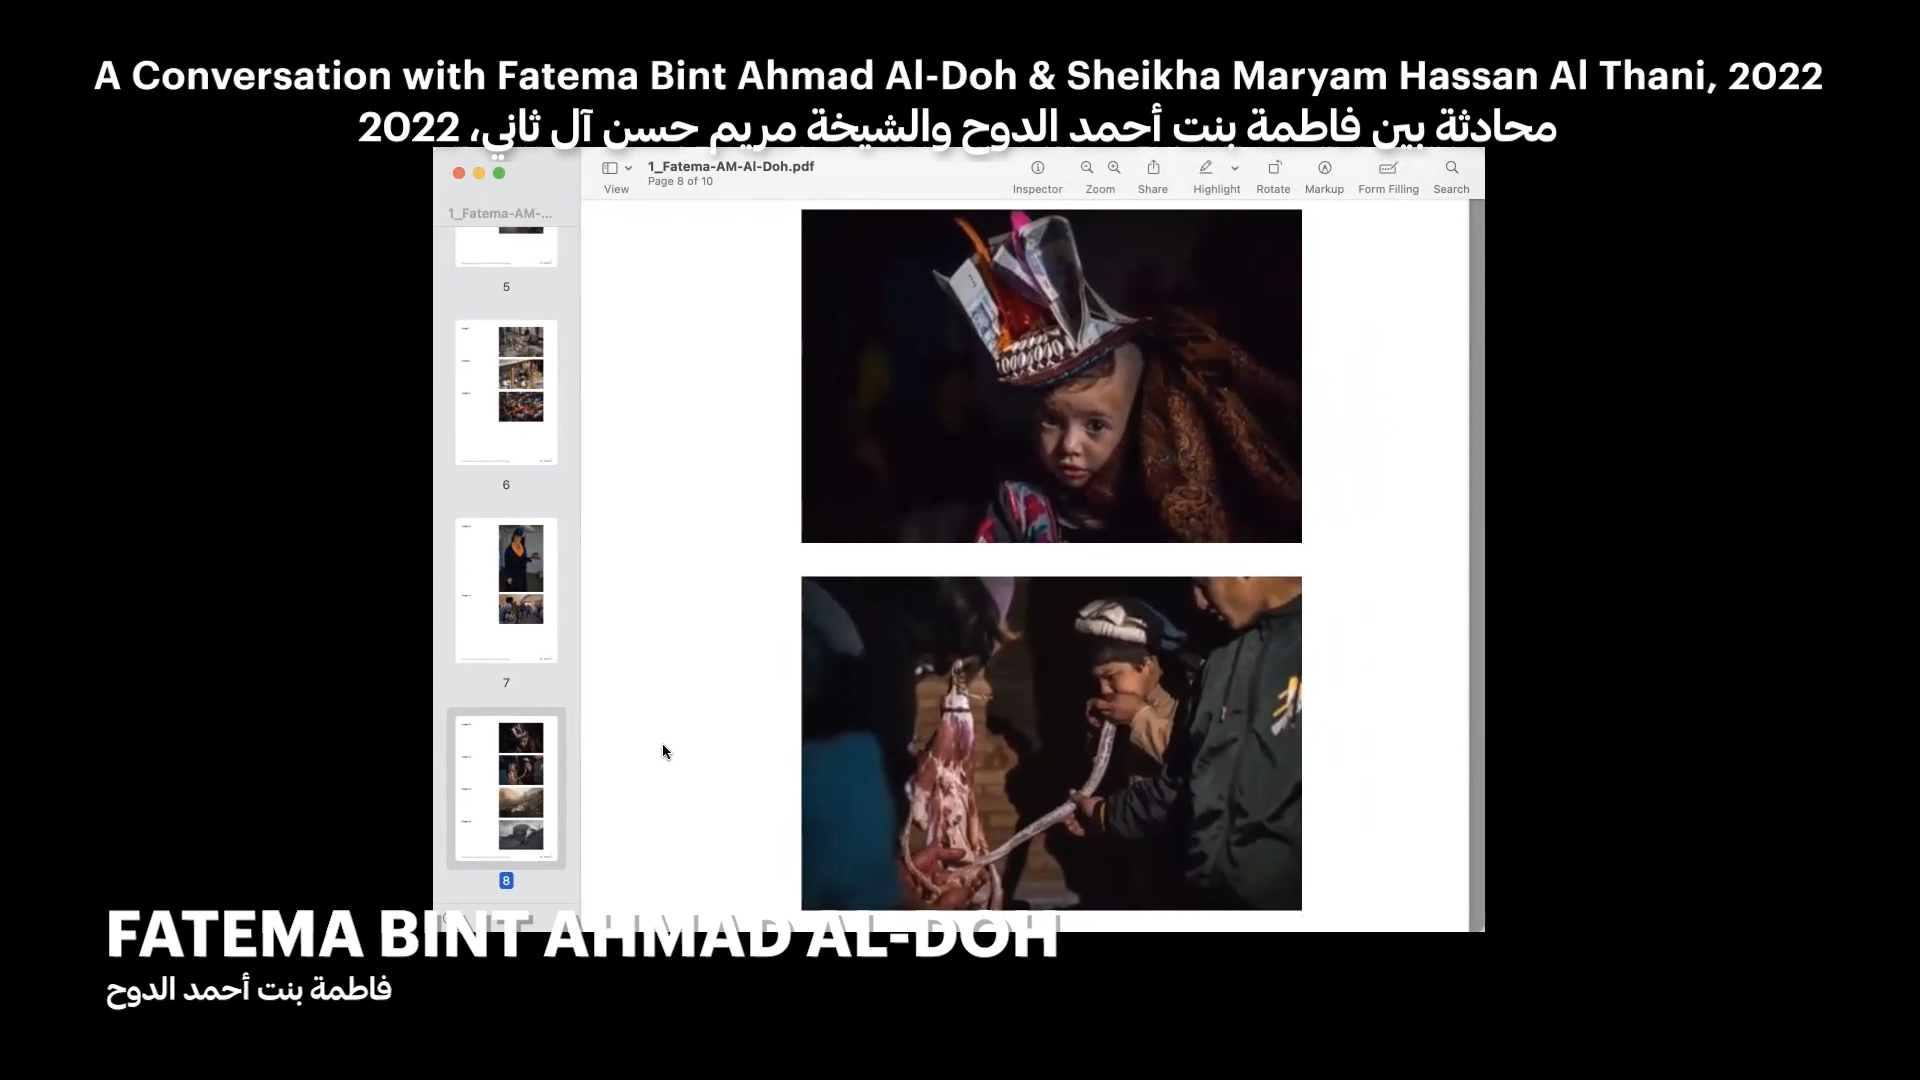 A Conversation with Fatema Bint Ahmad Al-Doh & Sheikha Maryam Hassan Al Thani, 2022
محادثة بين فاطمة بنت أحمد الدوح والشيخة مريم حسن آل ثاني، 2022
1_Fatema-AM-Al-Doh.pdf
Page 8 of 10
View
Inspector
Zoom
Share
Highlight
Rotate
Markup
Form Filling
Search
1_Fatema-AM-...
5
6
7
8
FATEMA BINT AHMAD AL-DOH
فاطمة بنت أحمد الدوح